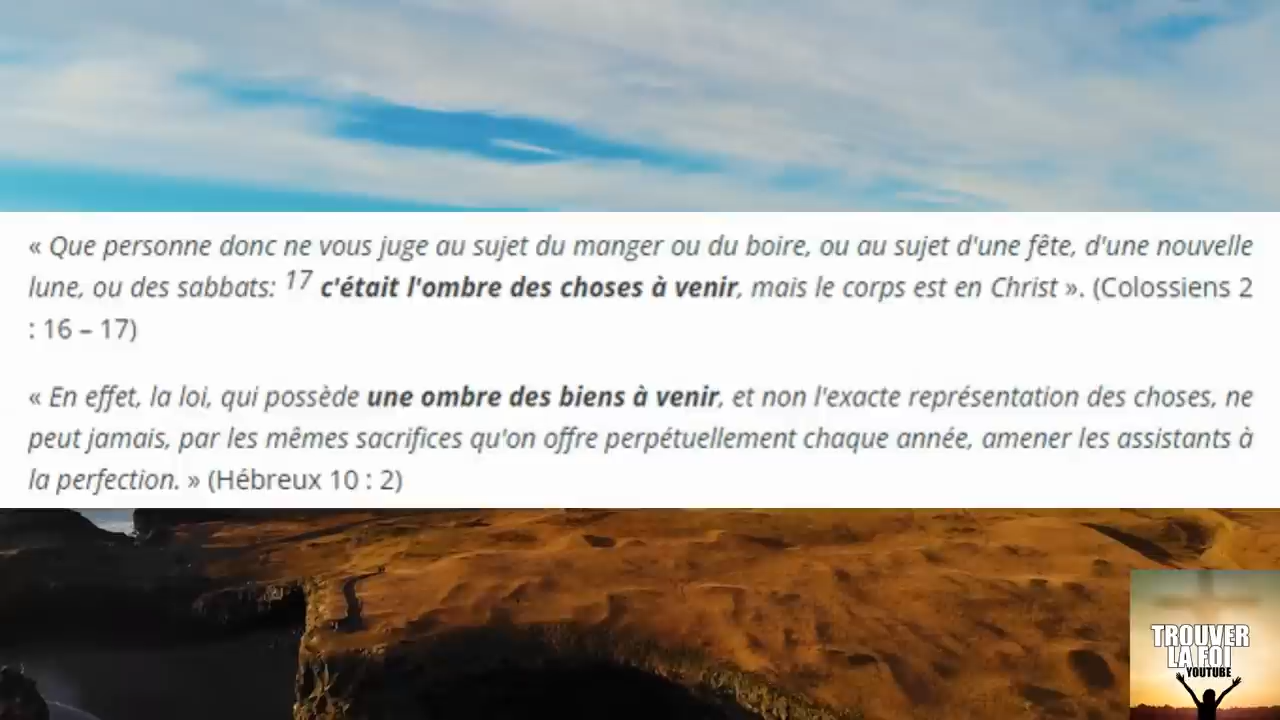 « Que personne donc ne vous juge au sujet du manger ou du boire, ou au sujet d'une fête, d'une nouvelle
lune, ou des sabbats: 17 c'était l'ombre des choses à venir, mais le corps est en Christ ». (Colossiens 2
: 16 – 17)
« En effet, la loi, qui possède une ombre des biens à venir, et non l'exacte représentation des choses, ne
peut jamais, par les mêmes sacrifices qu'on offre perpétuellement chaque année, amener les assistants à
la perfection. » (Hébreux 10 : 2)
TROUVER
LA FOI
YOUTUBE